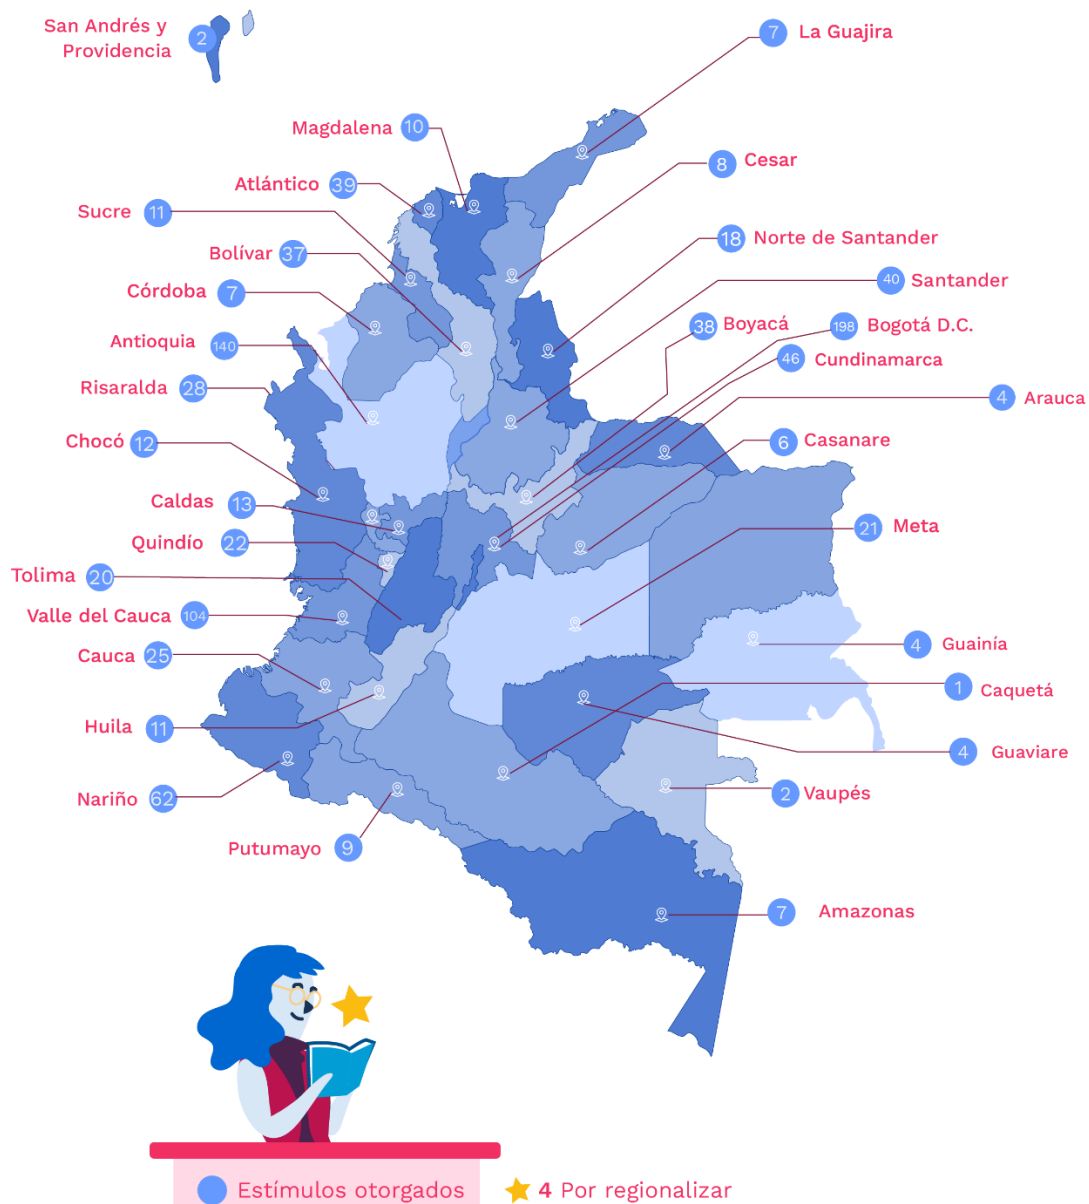 San Andrés y
Providencia
2
7 La Guajira
Magdalena 10
8 Cesar
Atlántico 39
Sucre 11
18 Norte de Santander
Bolívar 37
40 Santander
Córdoba 7
38 Boyacá
198 Bogotá D.C.
Antioquia 140
46 Cundinamarca
Risaralda 28
4 Arauca
Chocó 12
6 Casanare
Caldas 13
21 Meta
Quindío 22
Tolima 20
Valle del Cauca 104
4 Guainía
Cauca 25
1 Caquetá
Huila 11
4 Guaviare
Nariño 62
2 Vaupés
Putumayo 9
7 Amazonas
Estímulos otorgados
4 Por regionalizar